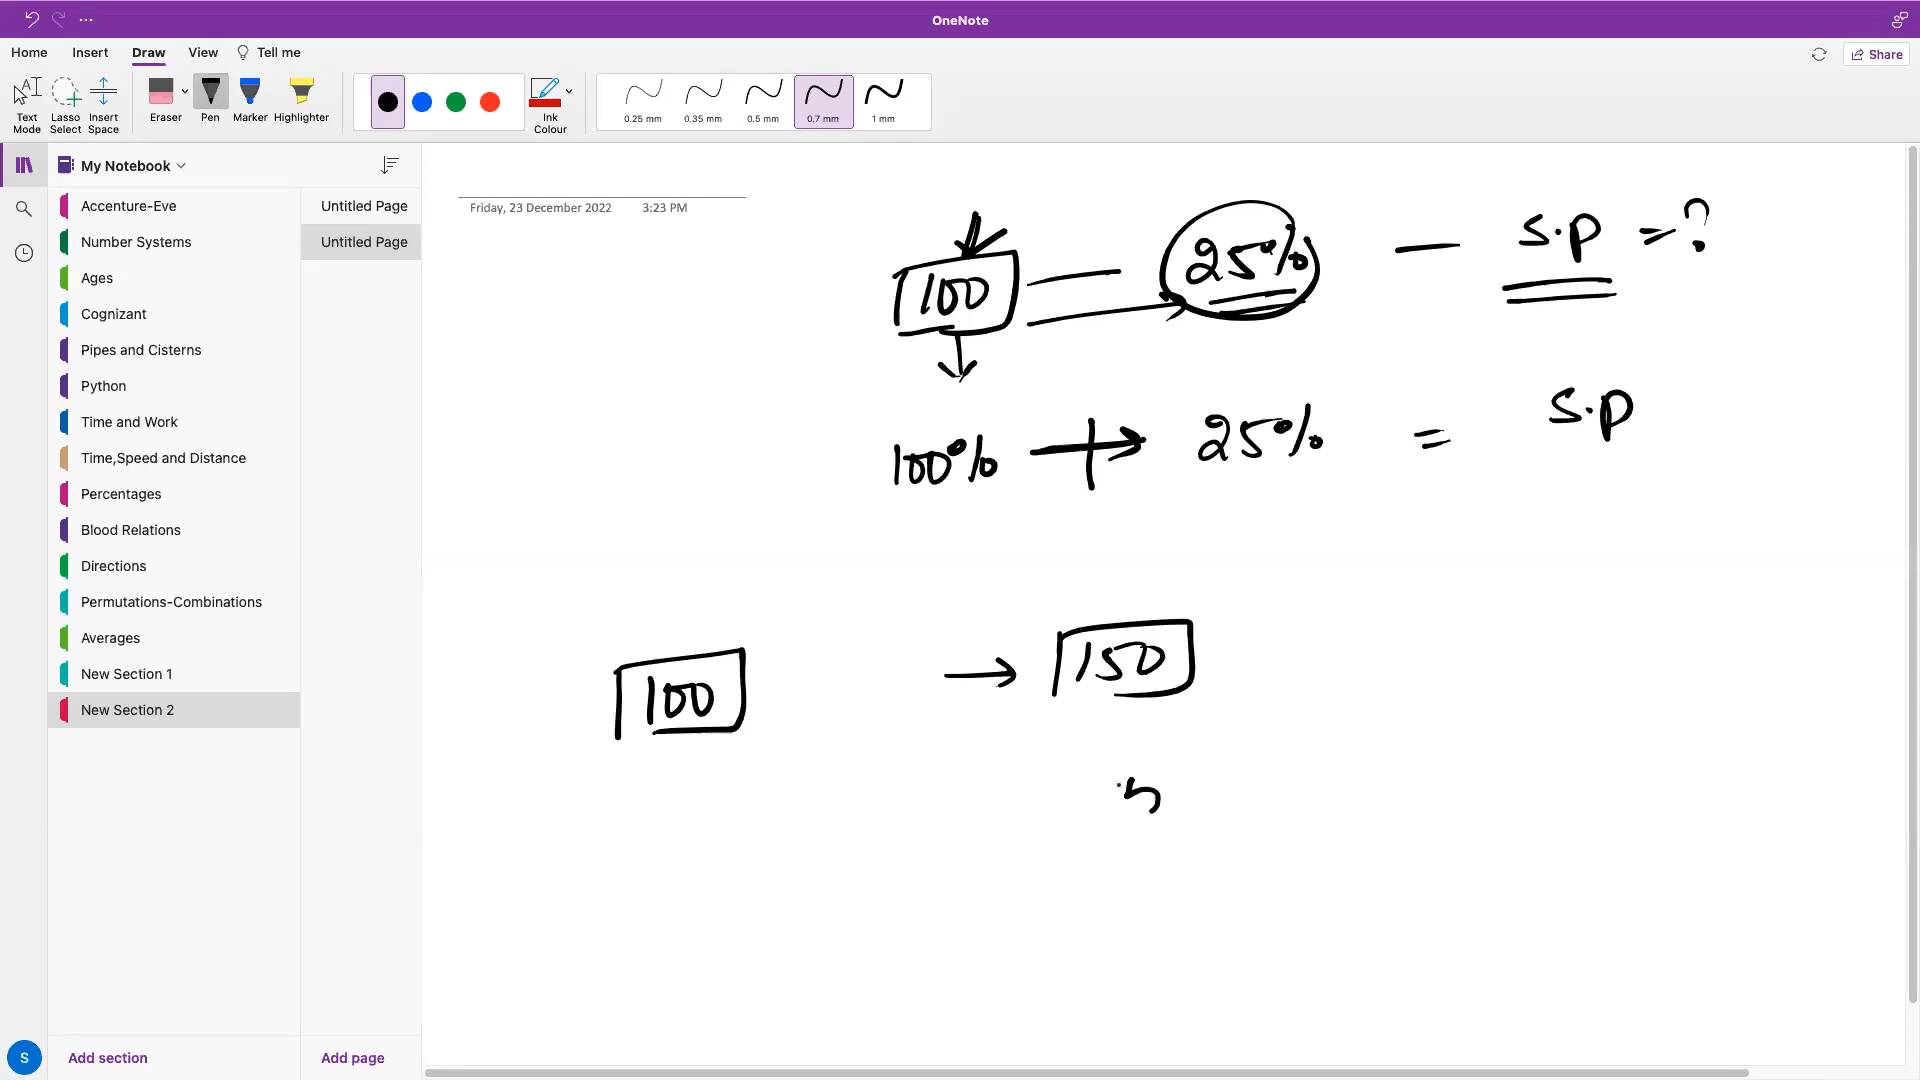 OneNote
Home Insert Draw View Tell me
Share
Text Mode
Lasso Select
Insert Space
Eraser
Pen
Marker
Highlighter
Ink Colour
0.25 mm
0.35 mm
0.5 mm
0.7 mm
1 mm
My Notebook
Accenture-Eve
Number Systems
Ages
Cognizant
Pipes and Cisterns
Python
Time and Work
Time,Speed and Distance
Percentages
Blood Relations
Directions
Permutations-Combinations
Averages
New Section 1
New Section 2
Untitled Page
Untitled Page
Friday, 23 December 2022 3:23 PM
100 — 25% — S.P = ?
100% + 25% = S.P
100 → 150
S
Add section
Add page